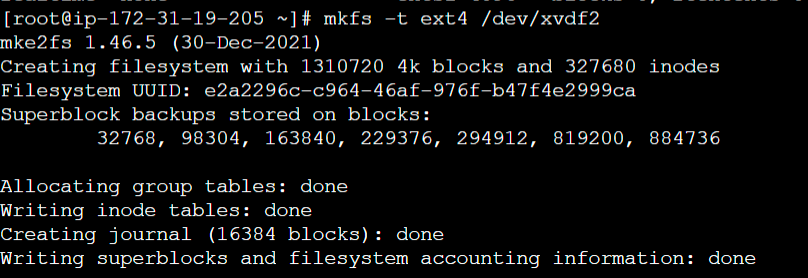 [root@ip-172-31-19-205 ~]# mkfs -t ext4 /dev/xvdf2
mke2fs 1.46.5 (30-Dec-2021)
Creating filesystem with 1310720 4k blocks and 327680 inodes
Filesystem UUID: e2a2296c-c964-46af-976f-b47f4e2999ca
Superblock backups stored on blocks:
        32768, 98304, 163840, 229376, 294912, 819200, 884736

Allocating group tables: done
Writing inode tables: done
Creating journal (16384 blocks): done
Writing superblocks and filesystem accounting information: done